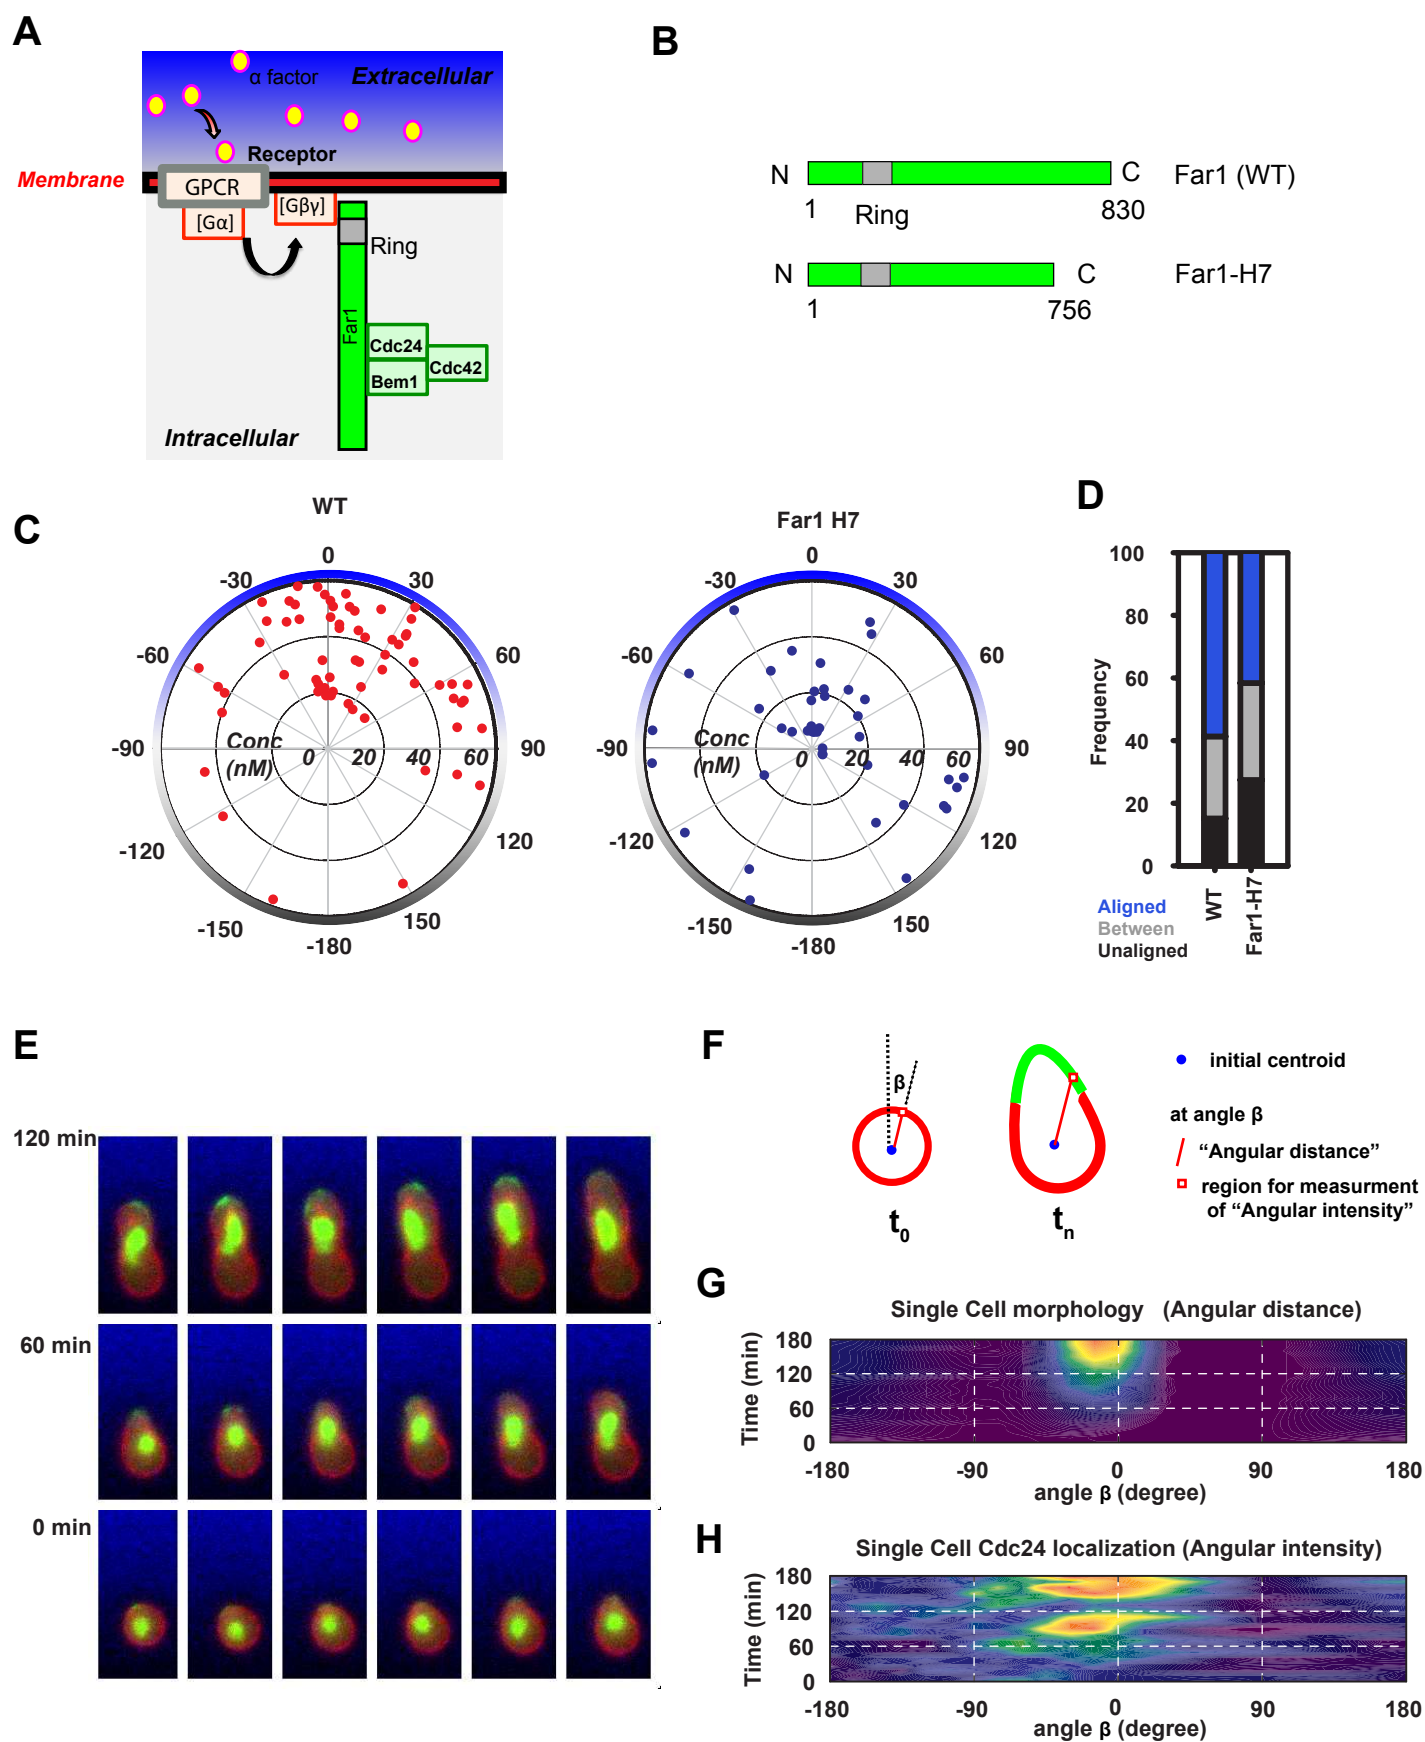 A
α factor
Extracellular
Receptor
Membrane
GPCR
[Gα]
[Gβγ]
Ring
Far1
Cdc24
Bem1
Cdc42
Intracellular
B
N
C
Far1 (WT)
1
Ring
830
N
C
Far1-H7
1
756
C
WT
0
30
60
90
120
150
-180
-150
-120
-90
-60
-30
Conc
(nM)
0
20
40
60
Far1 H7
0
30
60
90
120
150
-180
-150
-120
-90
-60
-30
Conc
(nM)
0
20
40
60
D
Frequency
100
80
60
40
20
0
WT
Far1-H7
Aligned
Between
Unaligned
E
120 min
60 min
0 min
F
β
t0
tn
initial centroid
at angle β
“Angular distance”
region for measurment
of “Angular intensity”
G
Single Cell morphology (Angular distance)
Time (min)
180
120
60
0
-180
-90
0
90
180
angle β (degree)
H
Single Cell Cdc24 localization (Angular intensity)
Time (min)
180
120
60
0
-180
-90
0
90
180
angle β (degree)